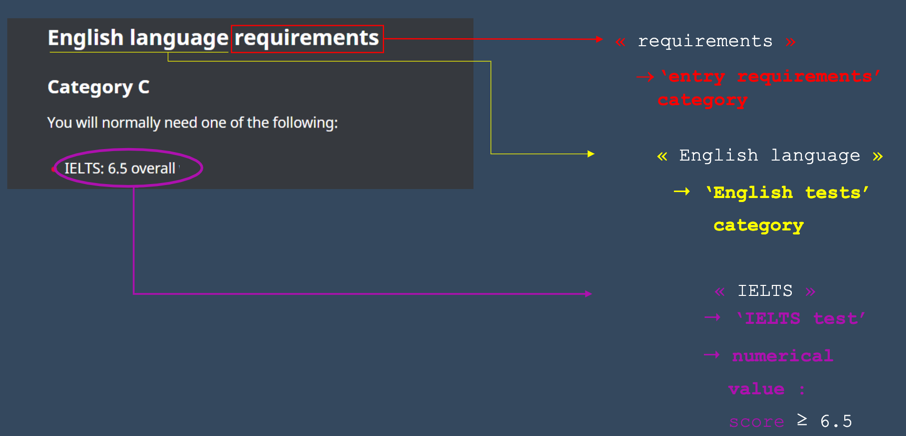 English language requirements
Category C
You will normally need one of the following:
IELTS: 6.5 overall
« requirements »
→ ‘entry requirements’
category
« English language »
→ ‘English tests’
category
« IELTS »
→ ‘IELTS test’
→ numerical
value :
score ≥ 6.5